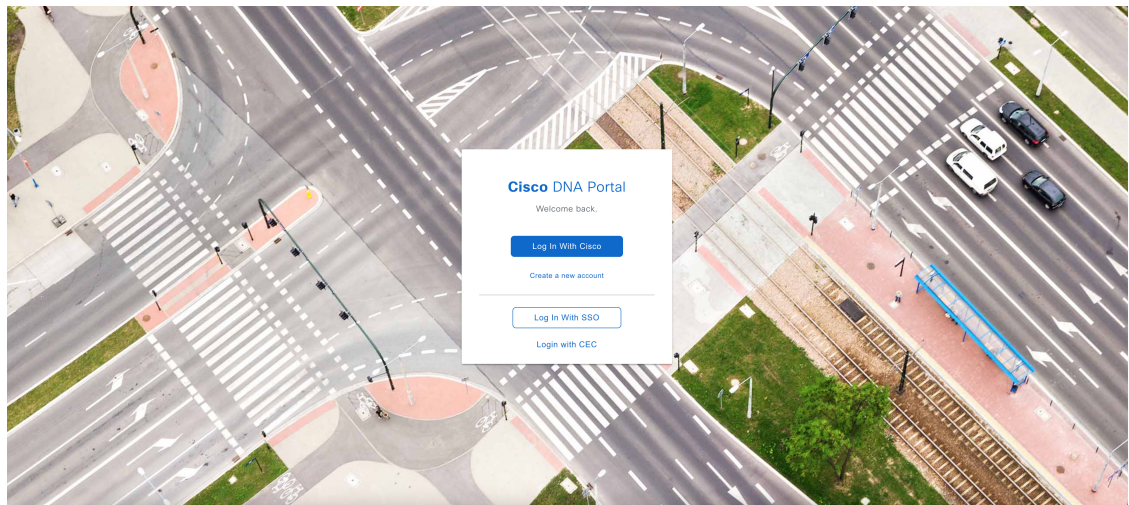 Cisco DNA Portal
Welcome back.
Log In With Cisco
Create a new account
Log In With SSO
Login with CEC